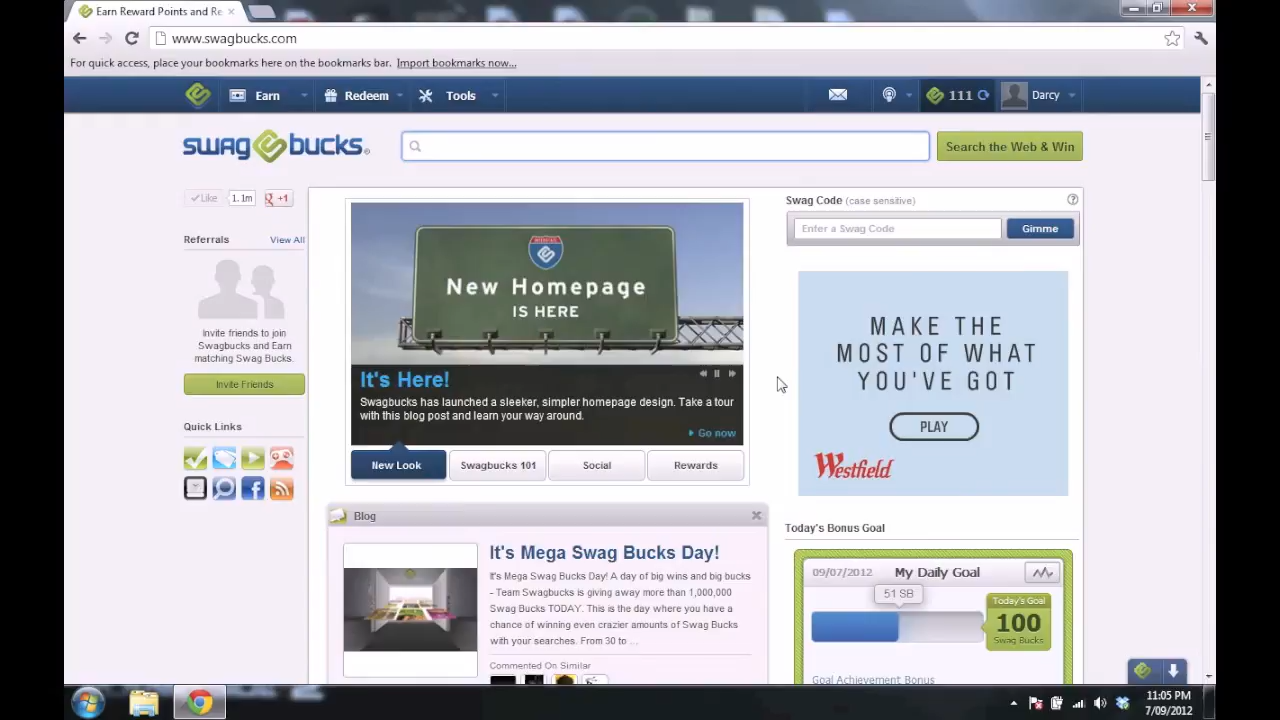 Earn Reward Points and Re
www.swagbucks.com
For quick access, place your bookmarks here on the bookmarks bar. Import bookmarks now...
Earn
Redeem
Tools
111
Darcy
swagbucks
Search the Web & Win
Like
1.1m
+1
Referrals
View All
Invite friends to join
Swagbucks and Earn
matching Swag Bucks.
Invite Friends
Quick Links
New Homepage
IS HERE
It's Here!
Swagbucks has launched a sleeker, simpler homepage design. Take a tour
with this blog post and learn your way around.
Go now
New Look
Swagbucks 101
Social
Rewards
Swag Code (case sensitive)
Enter a Swag Code
Gimme
MAKE THE
MOST OF WHAT
YOU'VE GOT
PLAY
Westfield
Blog
It's Mega Swag Bucks Day!
It's Mega Swag Bucks Day! A day of big wins and big bucks
- Team Swagbucks is giving away more than 1,000,000
Swag Bucks TODAY. This is the day where you have a
chance of winning even crazier amounts of Swag Bucks
with your searches. From 30 to ...
Commented On Similar
Today's Bonus Goal
09/07/2012
My Daily Goal
51 SB
Today's Goal
100
Swag Bucks
Goal Achievement Bonus
11:05 PM
7/09/2012